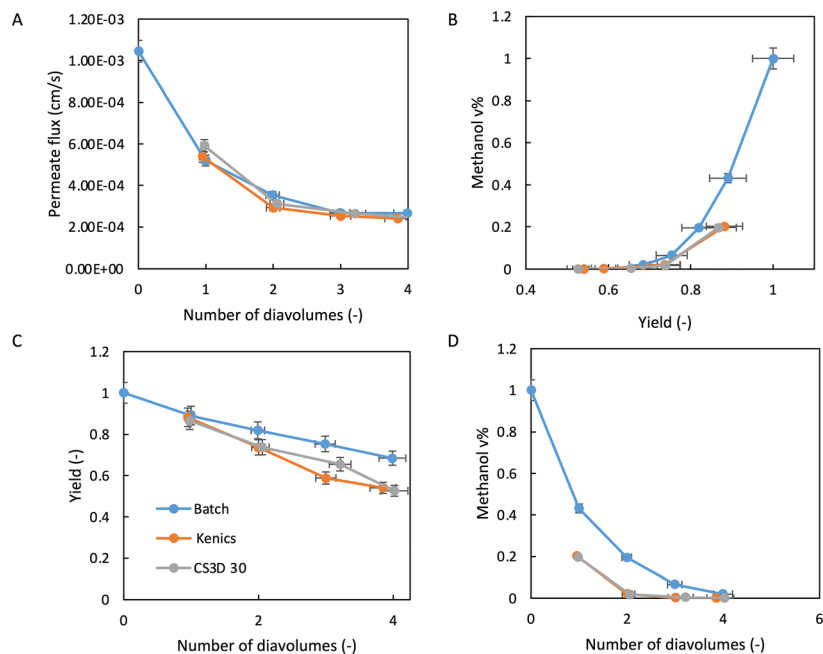 A
1.20E-03
1.00E-03
8.00E-04
6.00E-04
4.00E-04
2.00E-04
0.00E+00
Permeate flux (cm/s)
0 1 2 3 4
Number of diavolumes (-)
B
1.2
1
0.8
0.6
0.4
0.2
0
Methanol v%
0.4 0.6 0.8 1
Yield (-)
C
1.2
1
0.8
0.6
0.4
0.2
0
Yield (-)
Batch
Kenics
CS3D 30
0 2 4
Number of diavolumes (-)
D
1.2
1
0.8
0.6
0.4
0.2
0
Methanol v%
0 2 4 6
Number of diavolumes (-)